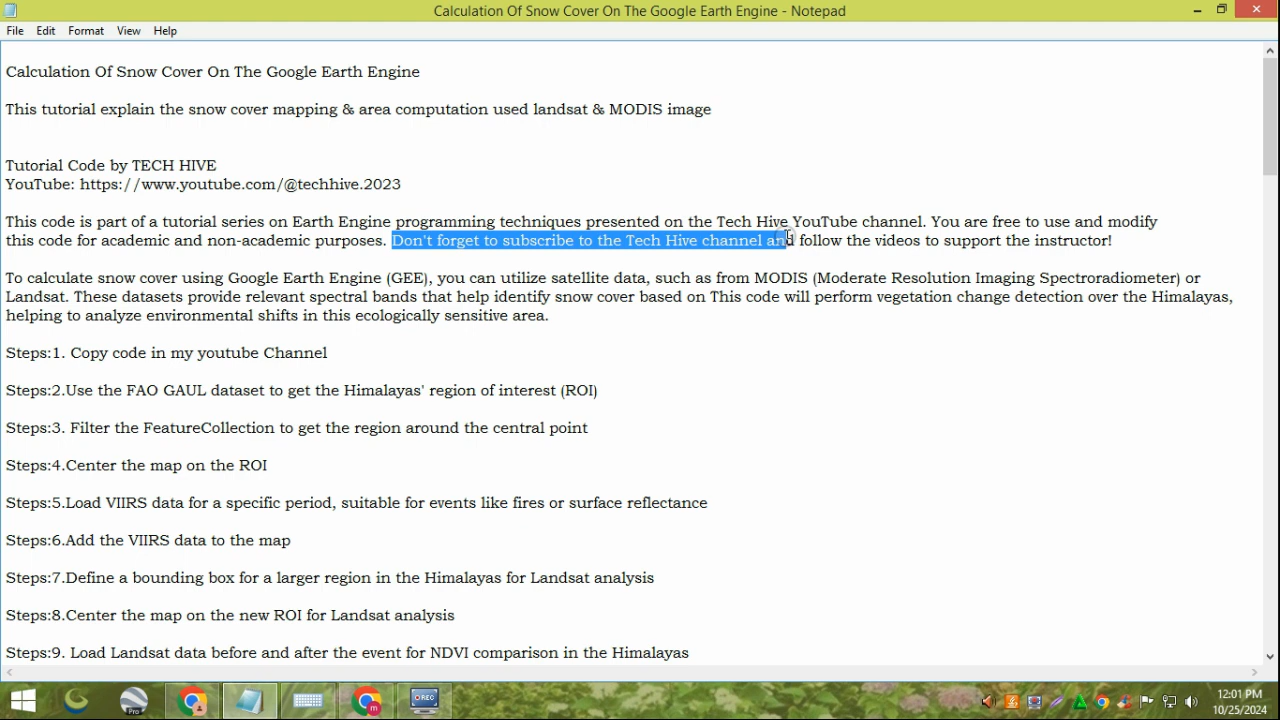 Calculation Of Snow Cover On The Google Earth Engine - Notepad
File Edit Format View Help
Calculation Of Snow Cover On The Google Earth Engine
This tutorial explain the snow cover mapping & area computation used landsat & MODIS image
Tutorial Code by TECH HIVE
YouTube: https://www.youtube.com/@techhive.2023
This code is part of a tutorial series on Earth Engine programming techniques presented on the Tech Hive YouTube channel. You are free to use and modify
this code for academic and non-academic purposes. Don't forget to subscribe to the Tech Hive channel and follow the videos to support the instructor!
To calculate snow cover using Google Earth Engine (GEE), you can utilize satellite data, such as from MODIS (Moderate Resolution Imaging Spectroradiometer) or
Landsat. These datasets provide relevant spectral bands that help identify snow cover based on This code will perform vegetation change detection over the Himalayas,
helping to analyze environmental shifts in this ecologically sensitive area.
Steps:1. Copy code in my youtube Channel
Steps:2.Use the FAO GAUL dataset to get the Himalayas' region of interest (ROI)
Steps:3. Filter the FeatureCollection to get the region around the central point
Steps:4.Center the map on the ROI
Steps:5.Load VIIRS data for a specific period, suitable for events like fires or surface reflectance
Steps:6.Add the VIIRS data to the map
Steps:7.Define a bounding box for a larger region in the Himalayas for Landsat analysis
Steps:8.Center the map on the new ROI for Landsat analysis
Steps:9. Load Landsat data before and after the event for NDVI comparison in the Himalayas
Pro
m
REC
12:01 PM
10/25/2024